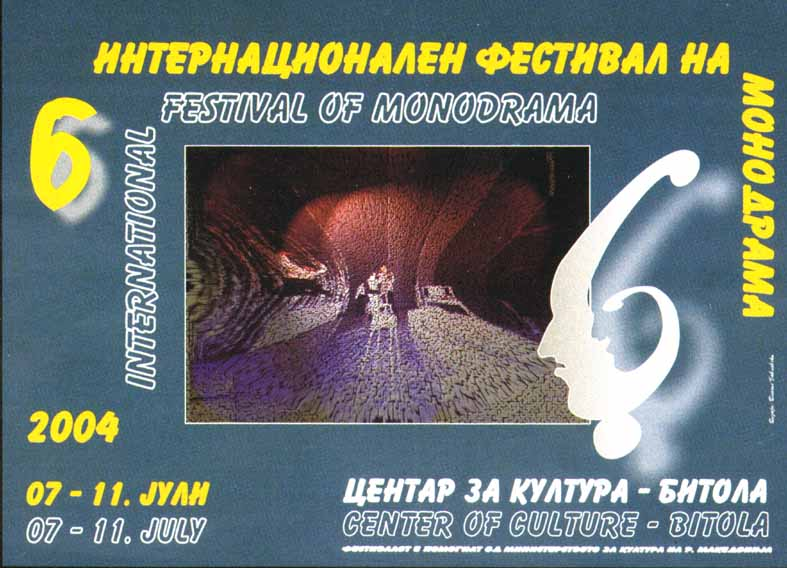 6
ИНТЕРНАЦИОНАЛЕН ФЕСТИВАЛ НА
МОНОДРАМА
INTERNATIONAL
FESTIVAL OF MONODRAMA
2004
07 - 11. ЈУЛИ
07 - 11. JULY
ЦЕНТАР ЗА КУЛТУРА - БИТОЛА
CENTER OF CULTURE - BITOLA
ФЕСТИВАЛОТ Е ПОМОГНАТ ОД МИНИСТЕРСТВОТО ЗА КУЛТУРА НА Р. МАКЕДОНИЈА